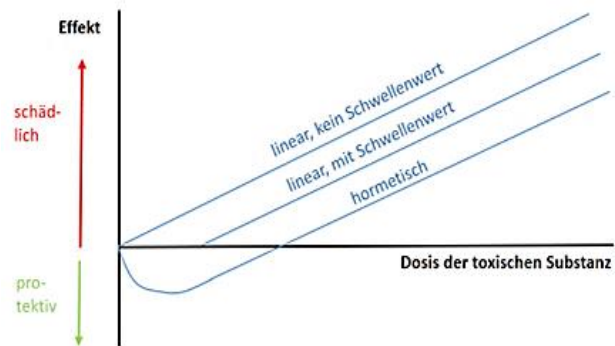 Effekt
schäd-
lich
linear, kein Schwellenwert
linear, mit Schwellenwert
hormetisch
Dosis der toxischen Substanz
pro-
tektiv